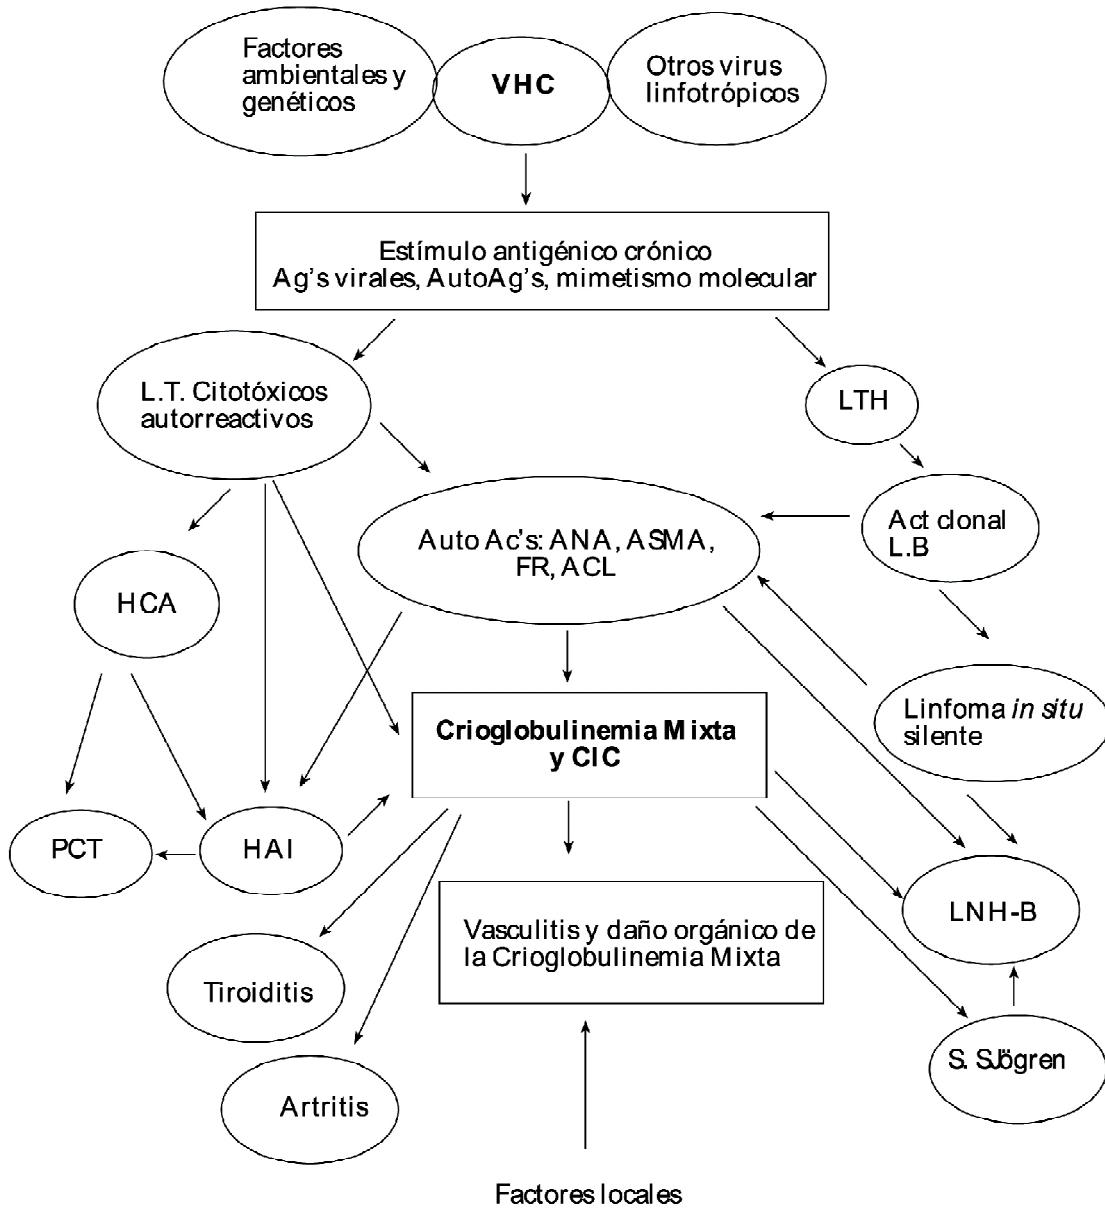 Factores
ambientales y
genéticos
VHC
Otros virus
linfotrópicos
Estímulo antigénico crónico
Ag's virales, AutoAg's, mimetismo molecular
L.T. Citotóxicos
autorreactivos
LTH
Act clonal
L.B
Auto Ac's: ANA, ASMA,
FR, ACL
HCA
Linfoma in situ
silente
Crioglobulinemia Mixta
y CIC
PCT
HAI
LNH-B
Vasculitis y daño orgánico de
la Crioglobulinemia Mixta
Tiroiditis
S. SJögren
Artritis
Factores locales